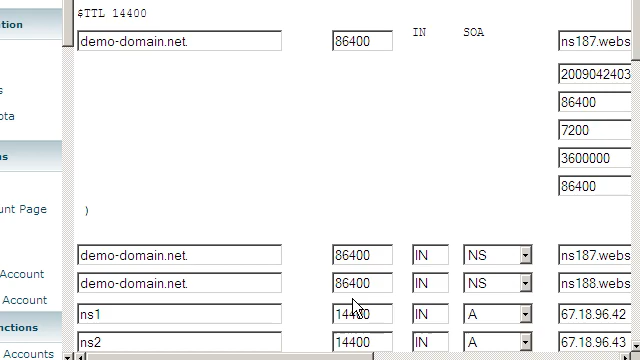 $TTL 14400
demo-domain.net. 86400 IN SOA ns187.webs
2009042403
86400
7200
3600000
86400
)
demo-domain.net. 86400 IN NS ns187.webs
demo-domain.net. 86400 IN NS ns188.webs
ns1 14400 IN A 67.18.96.42
ns2 14400 IN A 67.18.96.43
tion
s
ota
ns
unt Page
Account
Account
nctions
Accounts